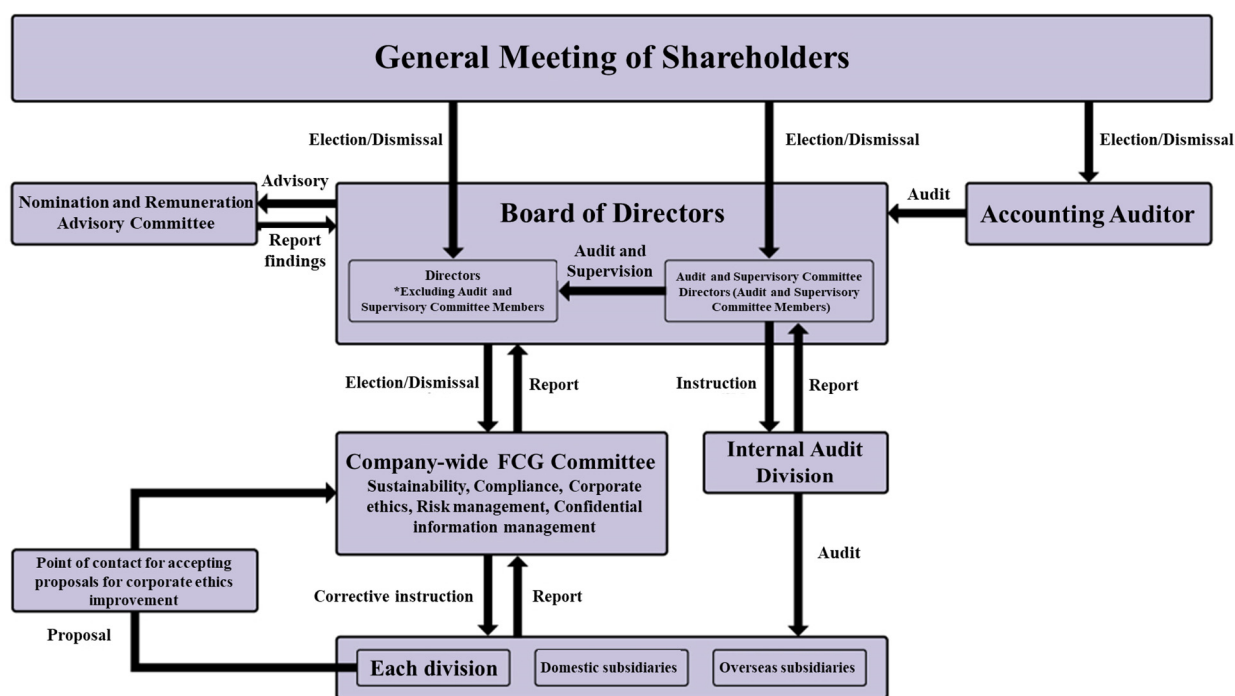 General Meeting of Shareholders
Election/Dismissal
Election/Dismissal
Election/Dismissal
Nomination and Remuneration
Advisory Committee
Advisory
Report
findings
Board of Directors
Audit
Accounting Auditor
Directors
*Excluding Audit and
Supervisory Committee Members
Audit and
Supervision
Audit and Supervisory Committee
Directors (Audit and Supervisory
Committee Members)
Election/Dismissal
Report
Instruction
Report
Company-wide FCG Committee
Sustainability, Compliance, Corporate
ethics, Risk management, Confidential
information management
Internal Audit
Division
Point of contact for accepting
proposals for corporate ethics
improvement
Corrective instruction
Report
Audit
Proposal
Each division
Domestic subsidiaries
Overseas subsidiaries